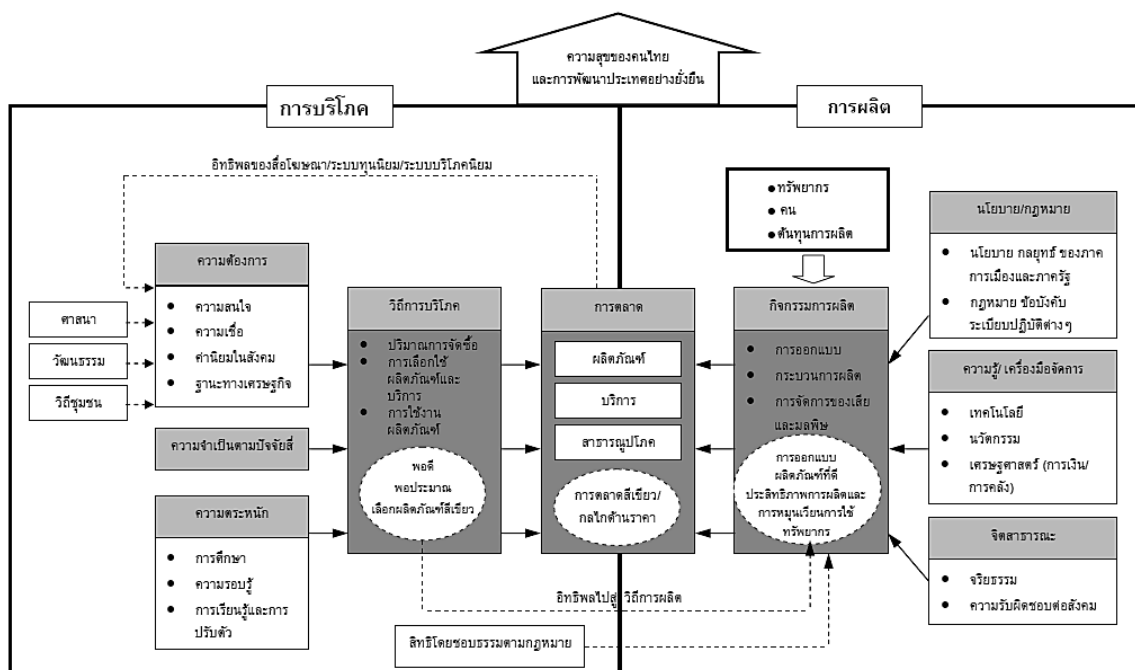 ความสุขของคนไทย
และการพัฒนาประเทศอย่างยั่งยืน
การบริโภค
การผลิต
อิทธิพลของสื่อโฆษณา/ระบบทุนนิยม/ระบบบริโภคนิยม
●ทรัพยากร
● คน
●ต้นทุนการผลิต
ศาสนา
วัฒนธรรม
วิถีชุมชน
ความต้องการ
● ความสนใจ
● ความเชื่อ
● ค่านิยมในสังคม
● ฐานะทางเศรษฐกิจ
ความจำเป็นตามปัจจัยสี่
ความตระหนัก
● การศึกษา
● ความรอบรู้
● การเรียนรู้และการ
ปรับตัว
วิถีการบริโภค
● ปริมาณการจัดซื้อ
● การเลือกใช้
ผลิตภัณฑ์และ
บริการ
● การใช้งาน
ผลิตภัณฑ์
พอดี
พอประมาณ
เลือกผลิตภัณฑ์สีเขียว
การตลาด
ผลิตภัณฑ์
บริการ
สาธารณูปโภค
การตลาดสีเขียว/
กลไกด้านราคา
กิจกรรมการผลิต
● การออกแบบ
● กระบวนการผลิต
● การจัดการของเสีย
และมลพิษ
การออกแบบ
ผลิตภัณฑ์ที่ดี
ประสิทธิภาพการผลิตและ
การหมุนเวียนการใช้
ทรัพยากร
นโยบาย/กฎหมาย
● นโยบาย กลยุทธ์ ของภาค
การเมืองและภาครัฐ
● กฎหมาย ข้อบังคับ
ระเบียบปฏิบัติต่างๆ
ความรู้/ เครื่องมือจัดการ
● เทคโนโลยี
● นวัตกรรม
● เศรษฐศาสตร์ (การเงิน/
การคลัง)
จิตสาธารณะ
● จริยธรรม
● ความรับผิดชอบต่อสังคม
อิทธิพลไปสู่ วิถีการผลิต
สิทธิโดยชอบธรรมตามกฎหมาย